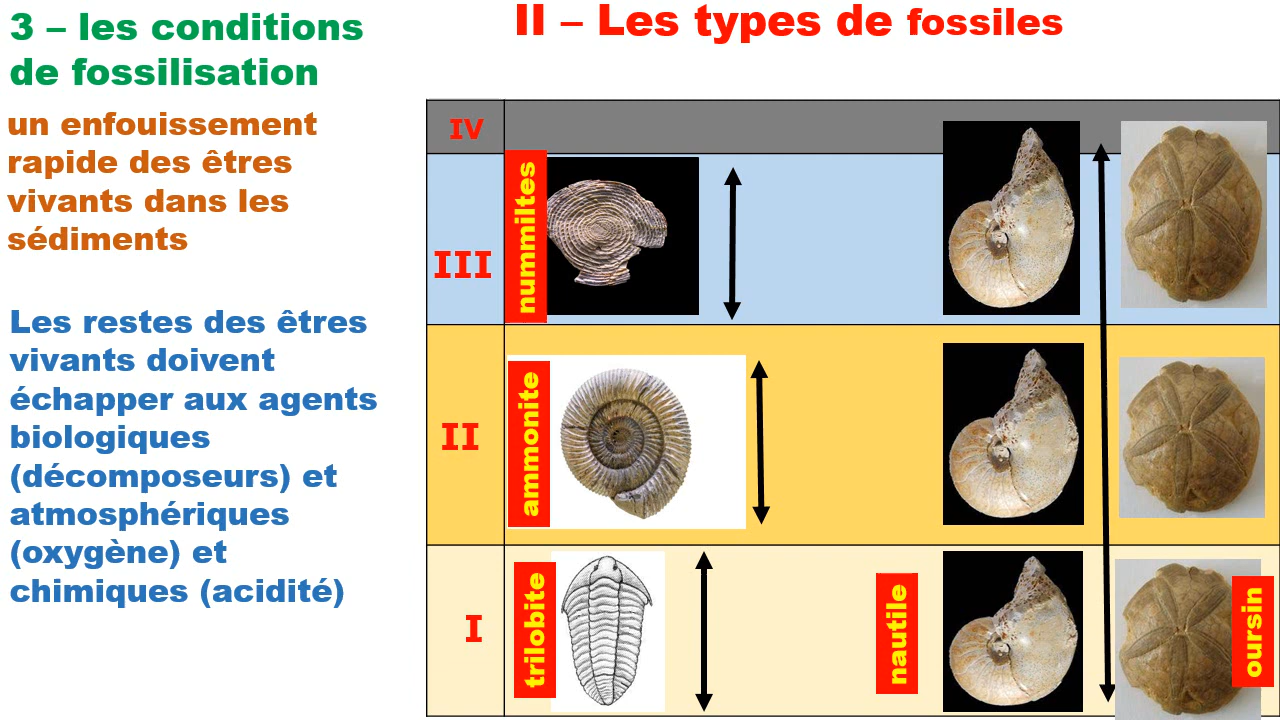 3 – les conditions
de fossilisation
un enfouissement
rapide des êtres
vivants dans les
sédiments
Les restes des êtres
vivants doivent
échapper aux agents
biologiques
(décomposeurs) et
atmosphériques
(oxygène) et
chimiques (acidité)
II – Les types de fossiles
IV
III
nummiltes
II
ammonite
I
trilobite
nautile
oursin